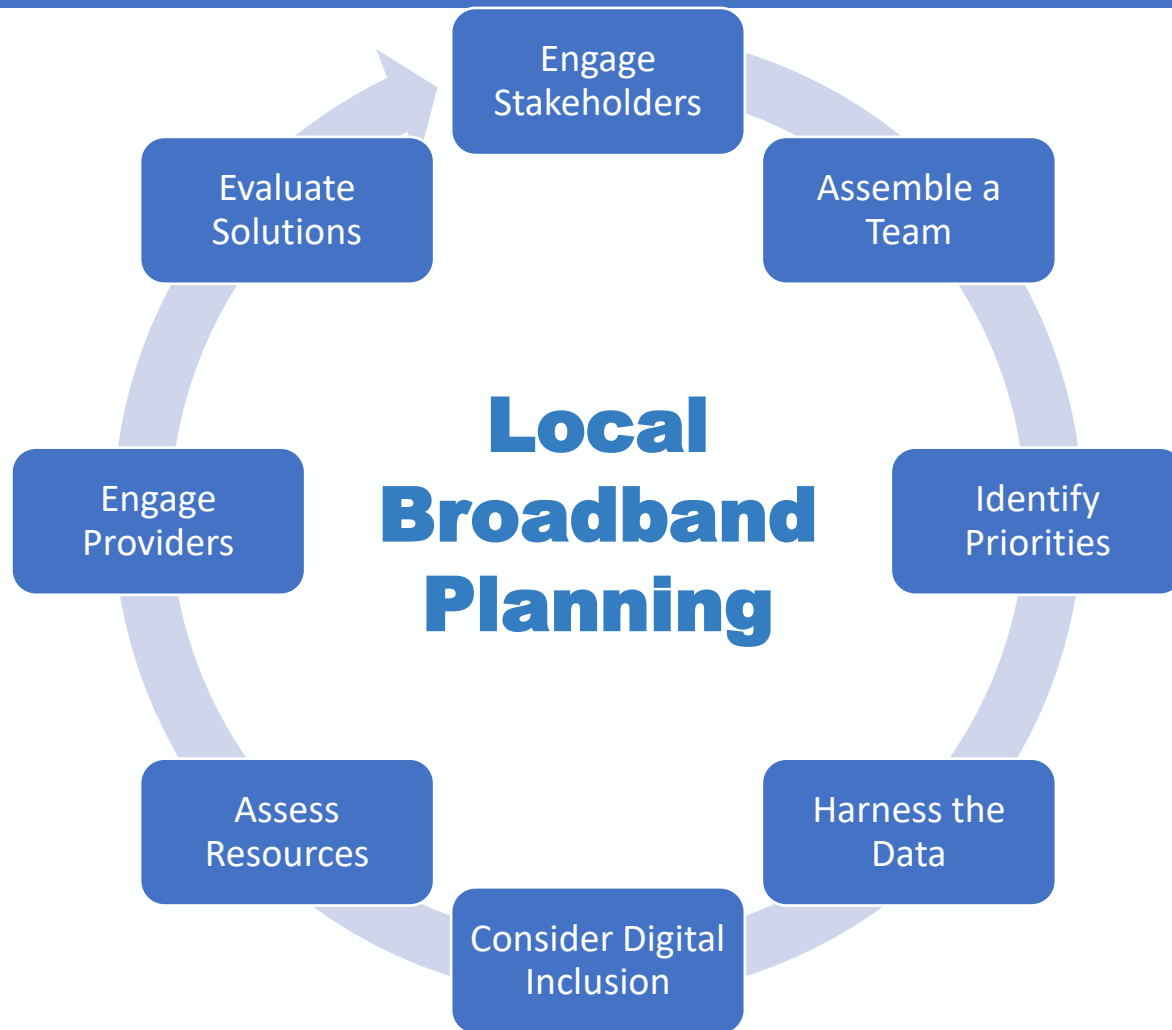 Engage
Stakeholders
Assemble a
Team
Identify
Priorities
Harness the
Data
Consider Digital
Inclusion
Assess
Resources
Engage
Providers
Evaluate
Solutions
Local
Broadband
Planning